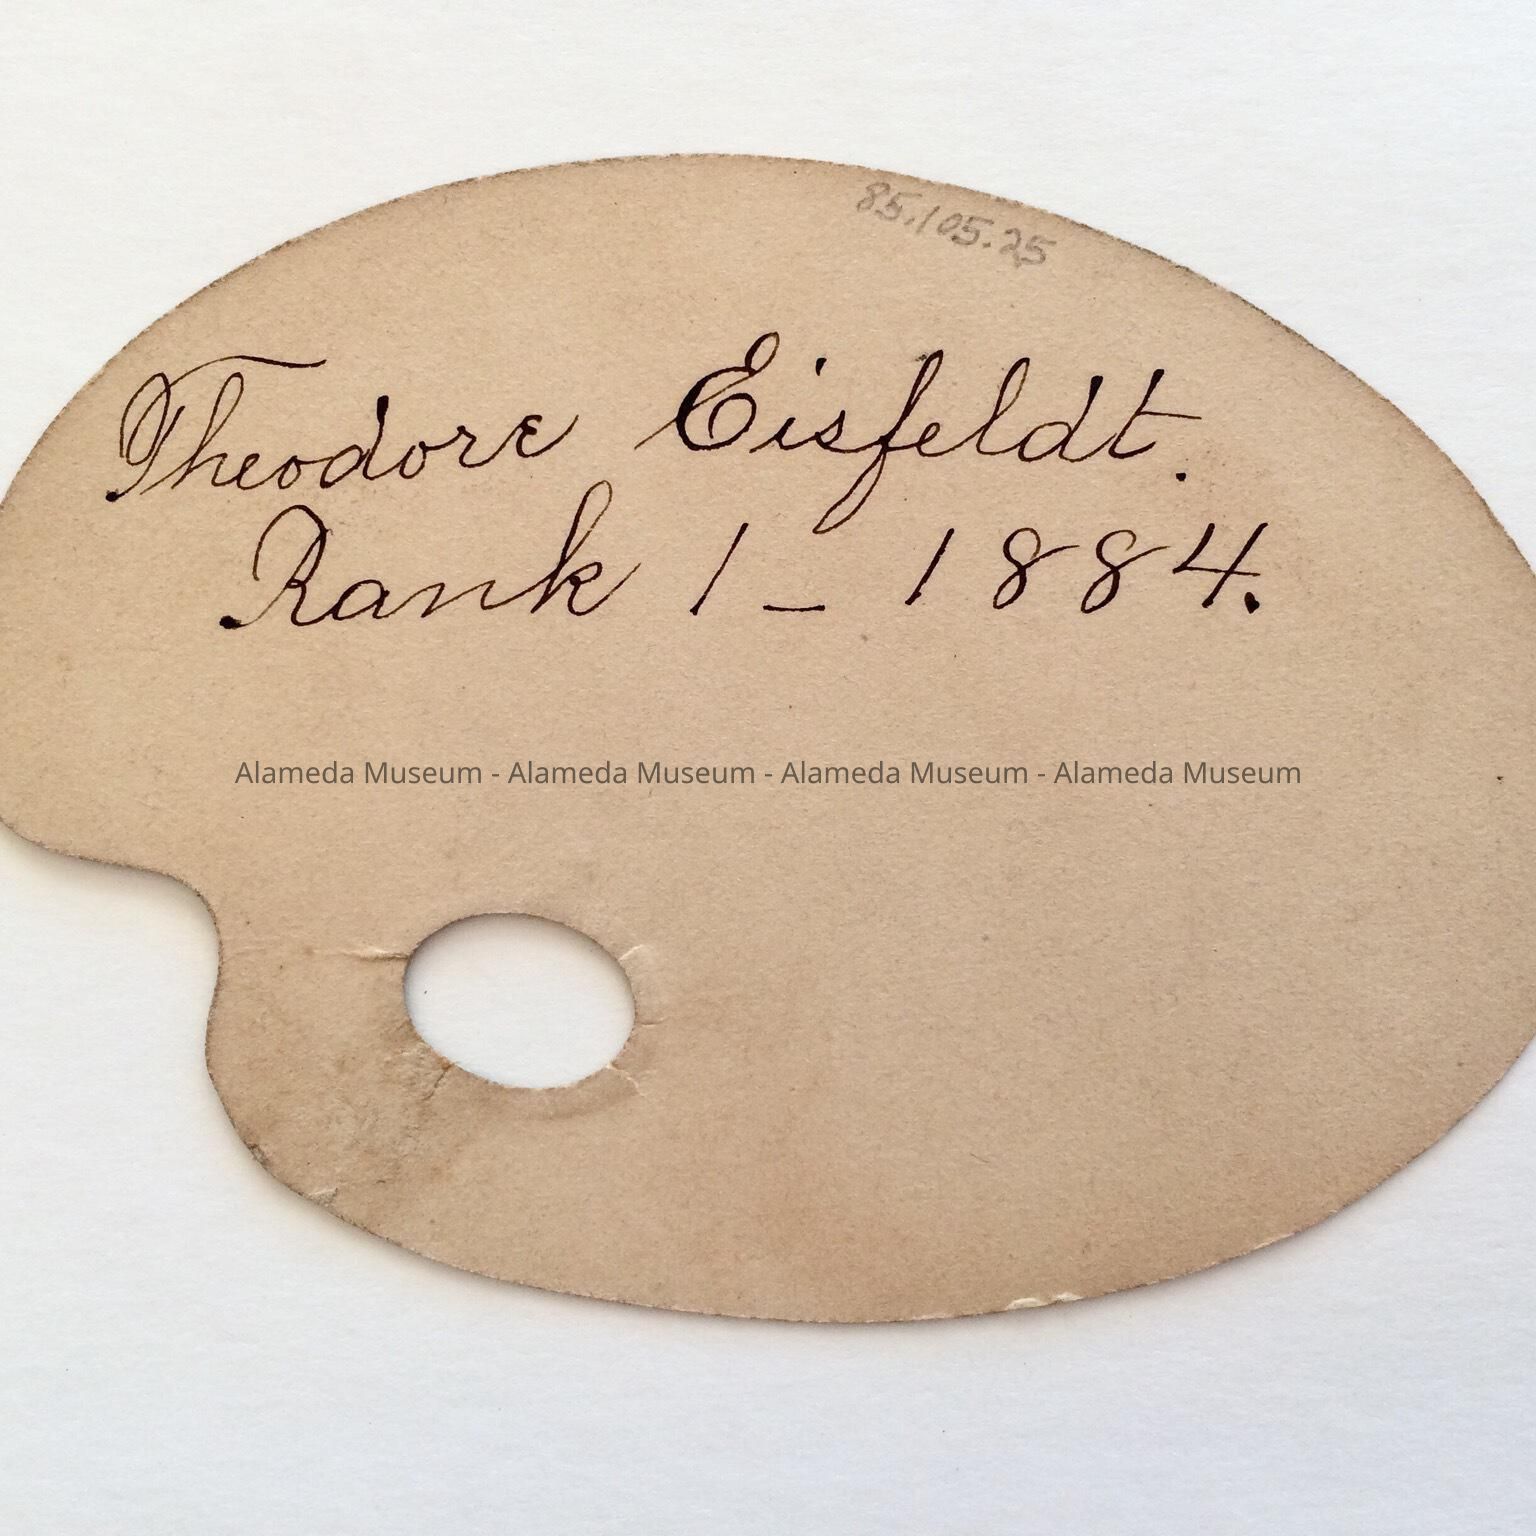 85.105.25
Theodore Eisfeldt.
Rank 1 - 1884.
Alameda Museum - Alameda Museum - Alameda Museum - Alameda Museum